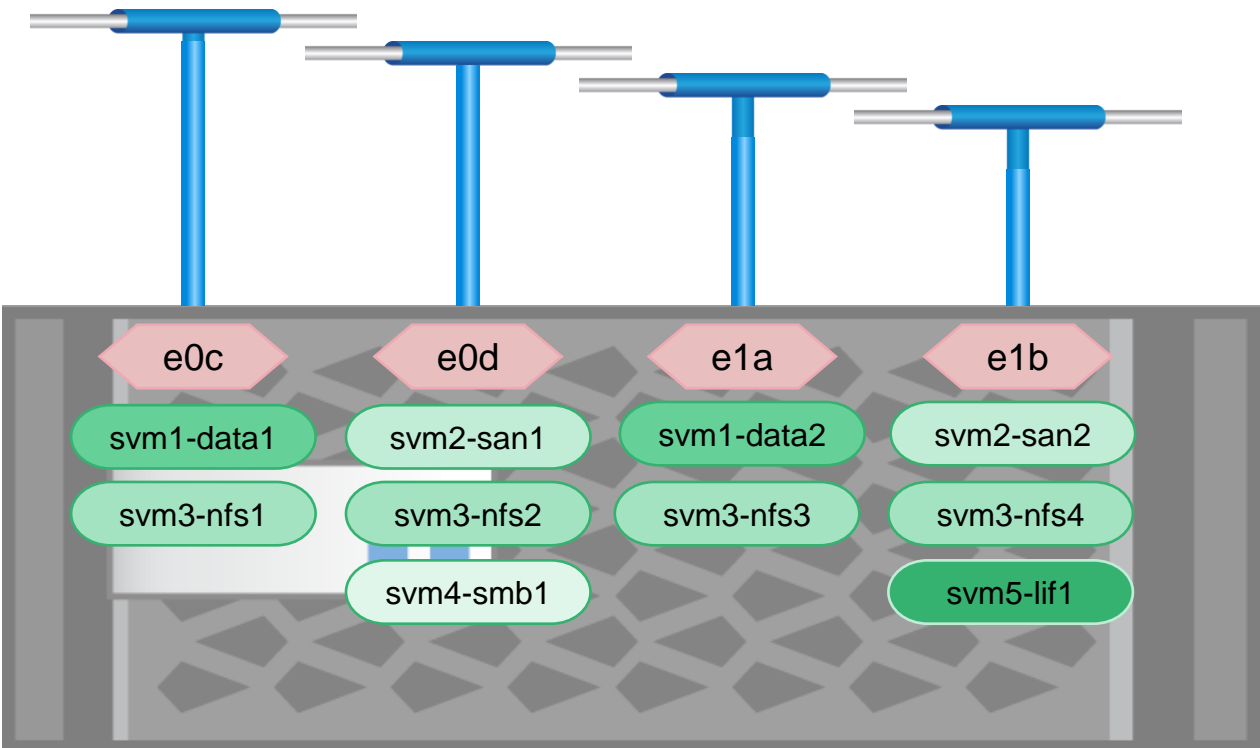 e0c
e0d
e1a
e1b
svm1-data1
svm2-san1
svm1-data2
svm2-san2
svm3-nfs1
svm3-nfs2
svm3-nfs3
svm3-nfs4
svm4-smb1
svm5-lif1